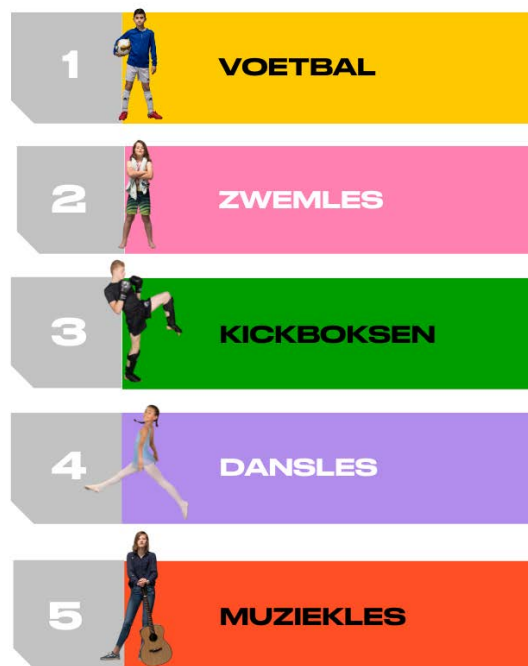 1
VOETBAL
2
ZWEMLES
3
KICKBOKSEN
4
DANSLES
5
MUZIEKLES